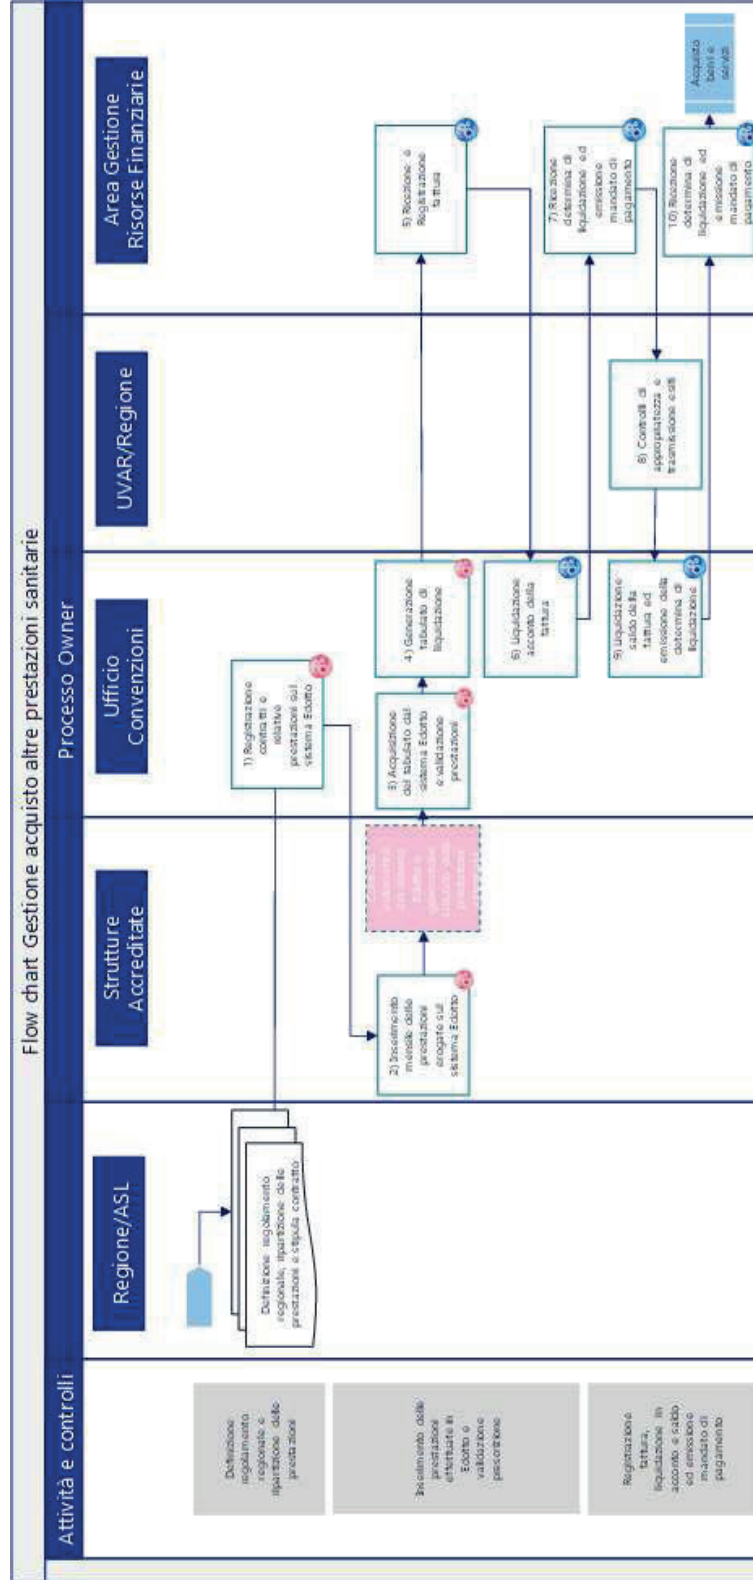 Flow chart Gestione acquisto altre prestazioni sanitarie
Attività e controlli
Processo Owner
Regione/ASL
Strutture
Accreditate
Ufficio
Convenzioni
UVAR/Regione
Area Gestione
Risorse Finanziarie
Definizione
regolamento
regionale e
ripartizione delle
prestazioni
Definizione regolamento
regionale, ripartizione delle
prestazioni e stipula contratto
1) Registrazione
contratti e
relative
prestazioni sul
sistema Edotto
Inserimento delle
prestazioni
effettuate in
Edotto e
validazione
prescrizione
2) Inserimento
mensile delle
prestazioni
erogate sul
sistema Edotto
3) Acquisizione
del tabulato dal
sistema Edotto
e validazione
prestazioni
4) Generazione
tabulato di
liquidazione
5) Ricezione e
Registrazione
fattura
6) Liquidazione
acconto della
fattura
7) Ricezione
determina di
liquidazione ed
emissione
mandato di
pagamento
Registrazione
fattura,
liquidazione in
acconto e saldo
ed emissione
mandato di
pagamento
8) Controlli di
appropriatezza e
trasmissione esiti
9) Liquidazione
saldo della
fattura ed
emissione della
determina di
liquidazione
10) Ricezione
determina di
liquidazione ed
emissione
mandato di
pagamento
Acquisto
beni e
servizi